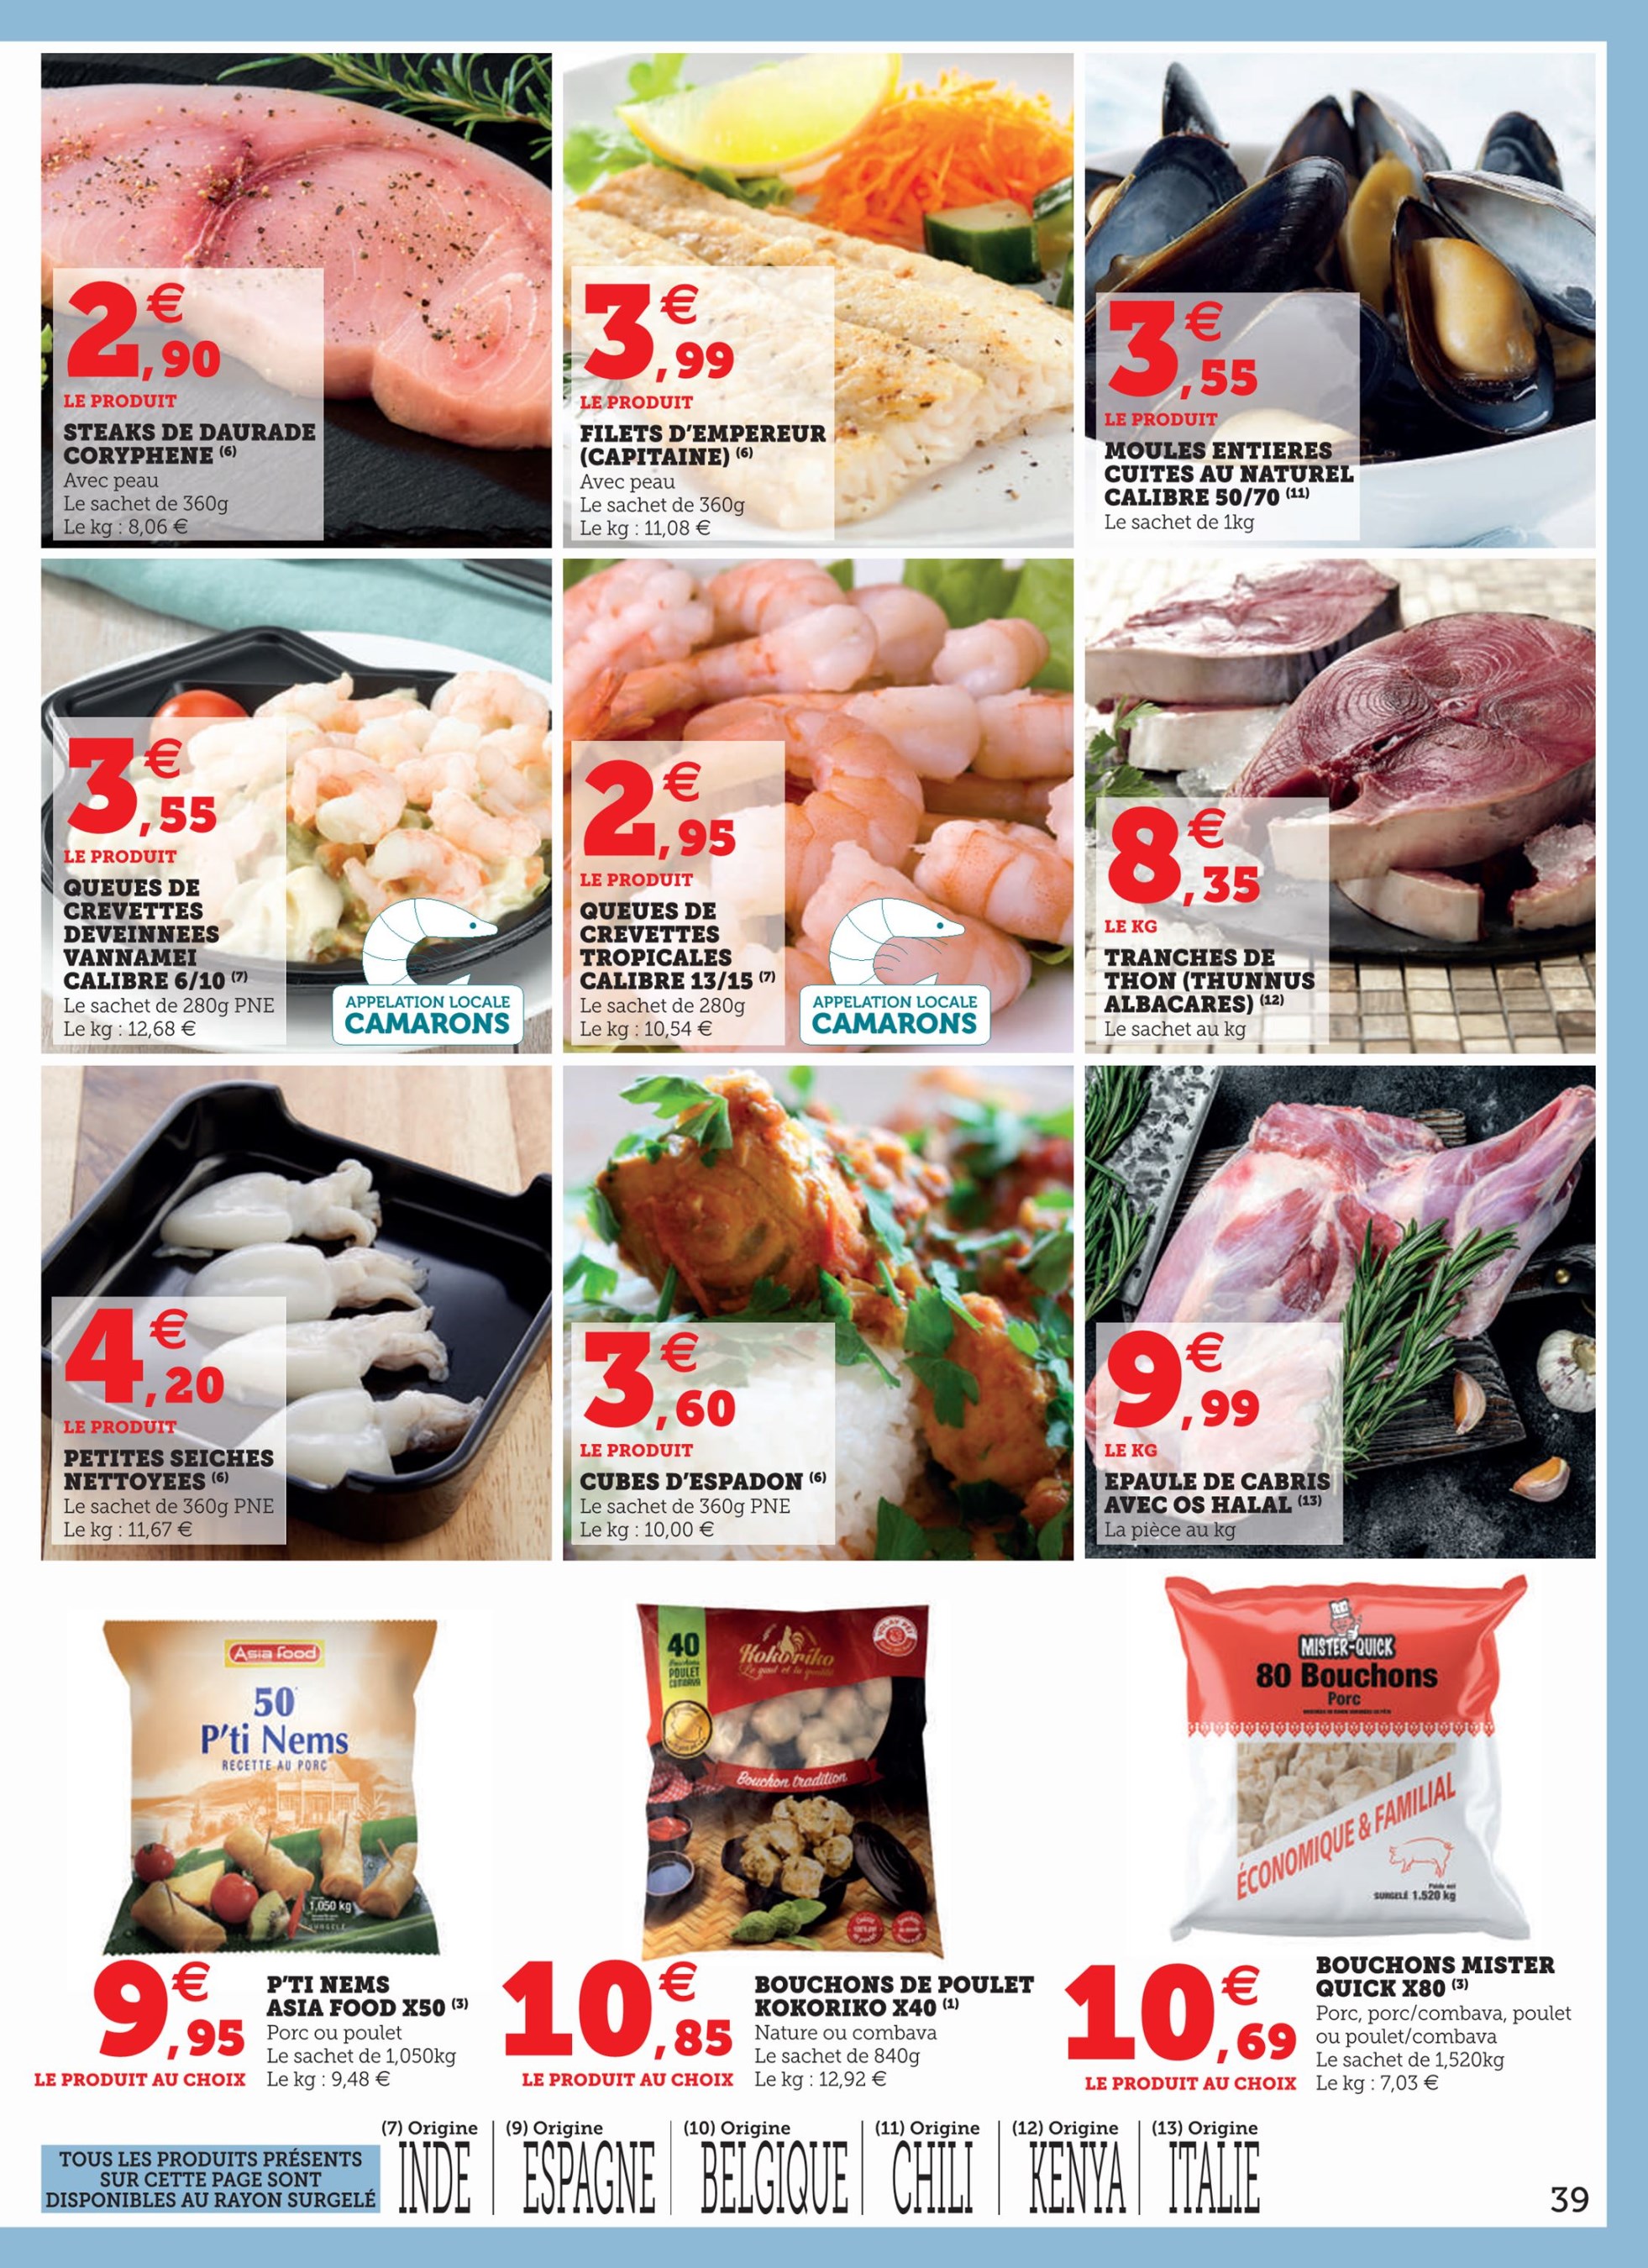 2€,90
LE PRODUIT
STEAKS DE DAURADE
CORYPHENE (6)
Avec peau
Le sachet de 360g
Le kg : 8,06 €
3€,99
LE PRODUIT
FILETS D'EMPEREUR
(CAPITAINE) (6)
Avec peau
Le sachet de 360g
Le kg : 11,08 €
3€,55
LE PRODUIT
MOULES ENTIERES
CUITES AU NATUREL
CALIBRE 50/70 (11)
Le sachet de 1kg
3€,55
LE PRODUIT
QUEUES DE
CREVETTES
DEVEINNEES
VANNAMEI
CALIBRE 6/10 (7)
Le sachet de 280g PNE
Le kg : 12,68 €
APPELATION LOCALE
CAMARONS
2€,95
LE PRODUIT
QUEUES DE
CREVETTES
TROPICALES
CALIBRE 13/15 (7)
Le sachet de 280g
Le kg : 10,54 €
APPELATION LOCALE
CAMARONS
8€,35
LE KG
TRANCHES DE
THON (THUNNUS
ALBACARES) (12)
Le sachet au kg
4€,20
LE PRODUIT
PETITES SEICHES
NETTOYEES (6)
Le sachet de 360g PNE
Le kg : 11,67 €
3€,60
LE PRODUIT
CUBES D'ESPADON (6)
Le sachet de 360g PNE
Le kg : 10,00 €
9€,99
LE KG
EPAULE DE CABRIS
AVEC OS HALAL (13)
La pièce au kg
Asia Food
50
P'ti Nems
RECETTE AU PORC
1,050 kg
SURGELÉ
9€,95
LE PRODUIT AU CHOIX
P'TI NEMS
ASIA FOOD X50 (3)
Porc ou poulet
Le sachet de 1,050kg
Le kg : 9,48 €
40
Bouchons
POULET
COMBAVA
Kokoriko
Le gout et la qualité
Bouchon tradition
10€,85
LE PRODUIT AU CHOIX
BOUCHONS DE POULET
KOKORIKO X40 (1)
Nature ou combava
Le sachet de 840g
Le kg : 12,92 €
MISTER-QUICK
80 Bouchons
Porc
ÉCONOMIQUE & FAMILIAL
Poids net
SURGELÉ 1.520 kg
10€,69
LE PRODUIT AU CHOIX
BOUCHONS MISTER
QUICK X80 (3)
Porc, porc/combava, poulet
ou poulet/combava
Le sachet de 1,520kg
Le kg : 7,03 €
TOUS LES PRODUITS PRÉSENTS
SUR CETTE PAGE SONT
DISPONIBLES AU RAYON SURGELÉ
(7) Origine
INDE
(9) Origine
ESPAGNE
(10) Origine
BELGIQUE
(11) Origine
CHILI
(12) Origine
KENYA
(13) Origine
ITALIE
39